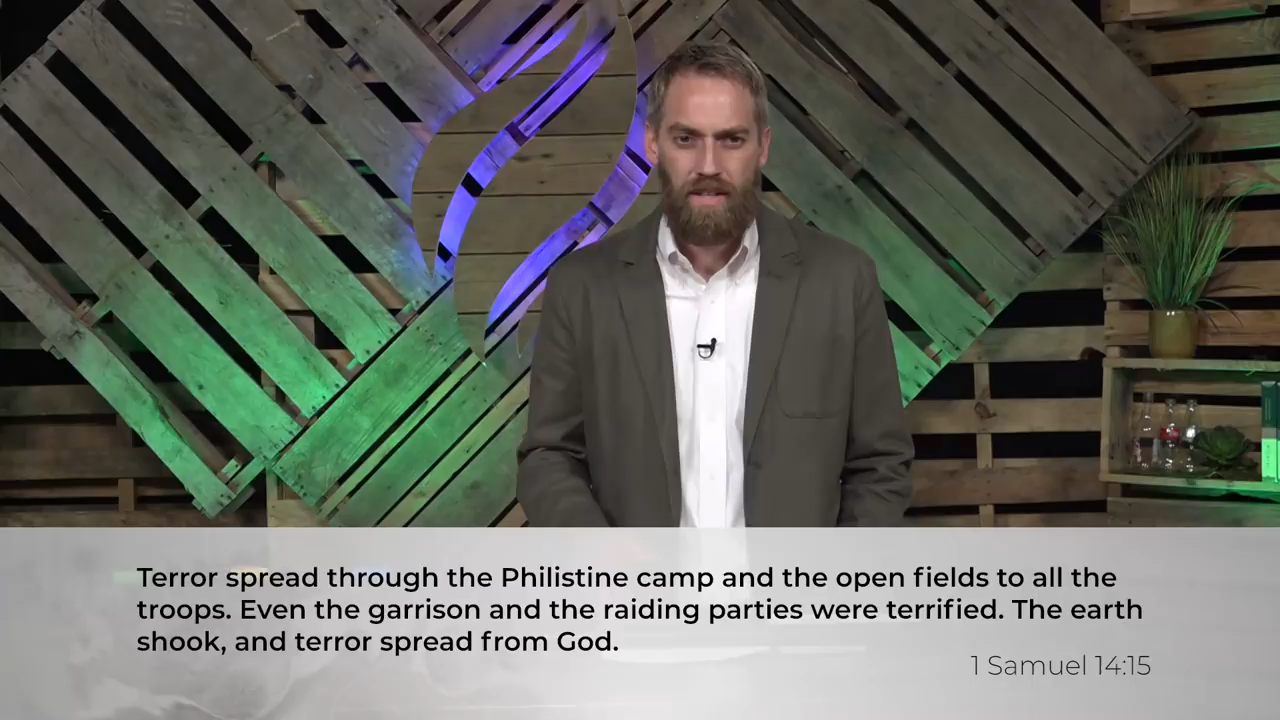 Terror spread through the Philistine camp and the open fields to all the
troops. Even the garrison and the raiding parties were terrified. The earth
shook, and terror spread from God.
1 Samuel 14:15